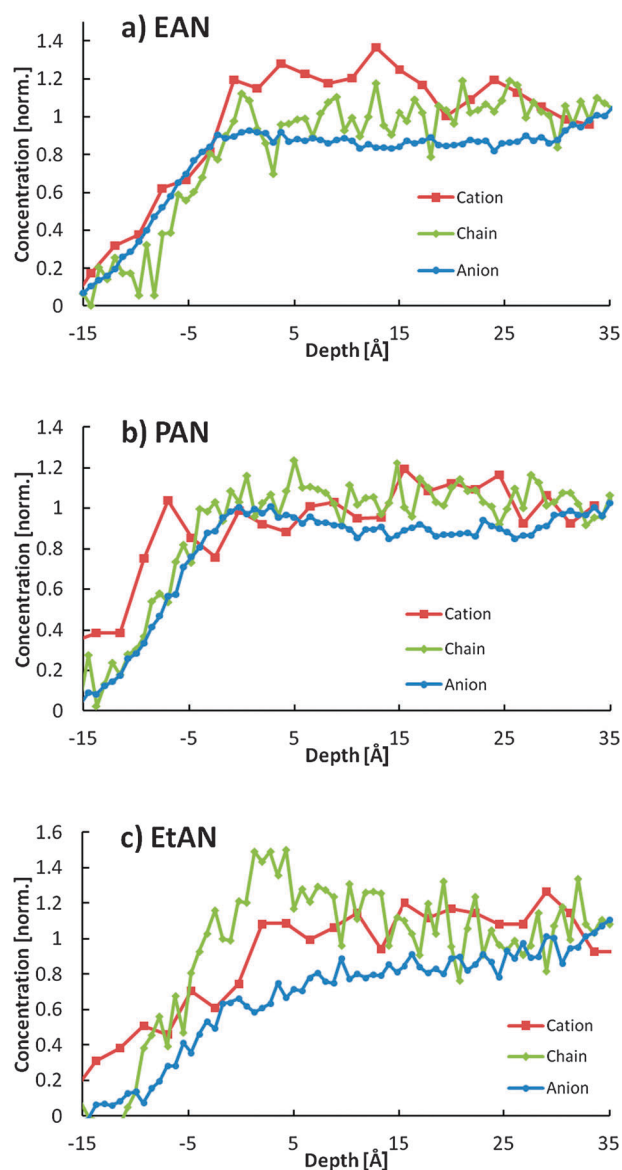 a) EAN
Concentration [norm.]
1.4
1.2
1
0.8
0.6
0.4
0.2
0
-15
-5
5
15
25
35
Depth [Å]
Cation
Chain
Anion
b) PAN
Concentration [norm.]
1.4
1.2
1
0.8
0.6
0.4
0.2
0
-15
-5
5
15
25
35
Depth [Å]
Cation
Chain
Anion
c) EtAN
Concentration [norm.]
1.6
1.4
1.2
1
0.8
0.6
0.4
0.2
0
-15
-5
5
15
25
35
Depth [Å]
Cation
Chain
Anion